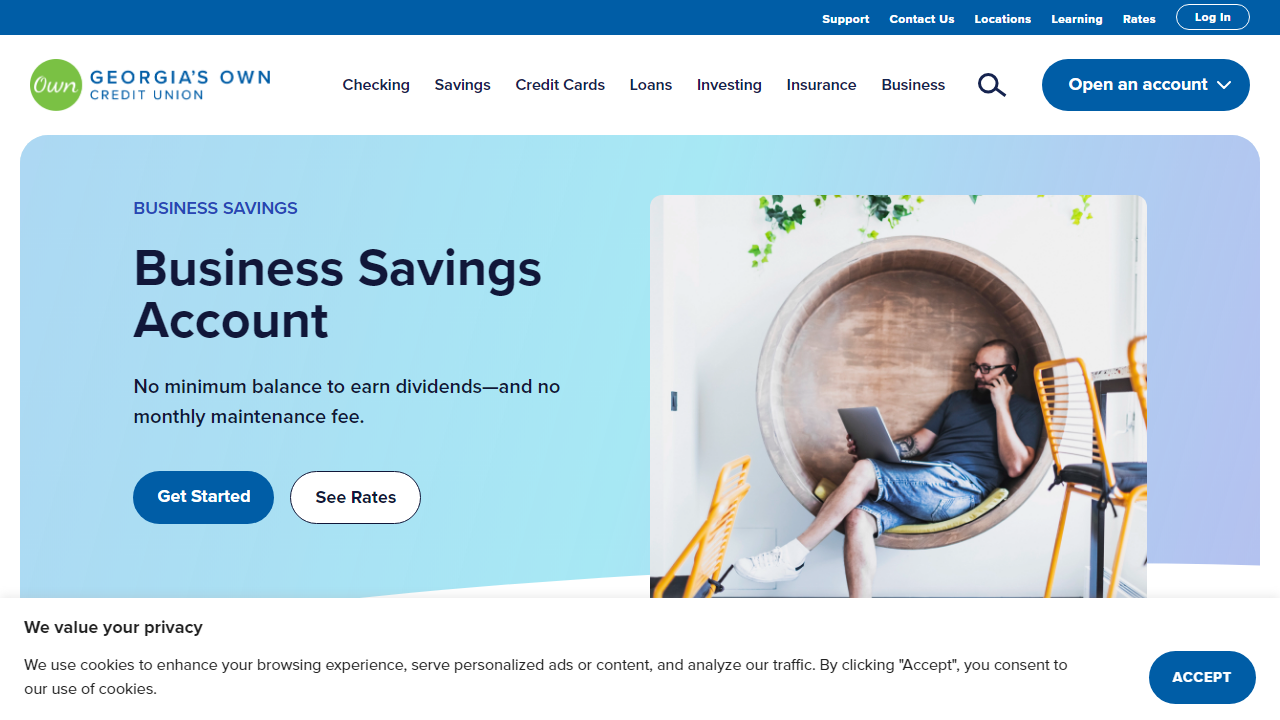 Support Contact Us Locations Learning Rates Log In
Own GEORGIA'S OWN
CREDIT UNION
Checking Savings Credit Cards Loans Investing Insurance Business
Open an account
BUSINESS SAVINGS
Business Savings
Account
No minimum balance to earn dividends—and no
monthly maintenance fee.
Get Started See Rates
We value your privacy
We use cookies to enhance your browsing experience, serve personalized ads or content, and analyze our traffic. By clicking "Accept", you consent to
our use of cookies.
ACCEPT